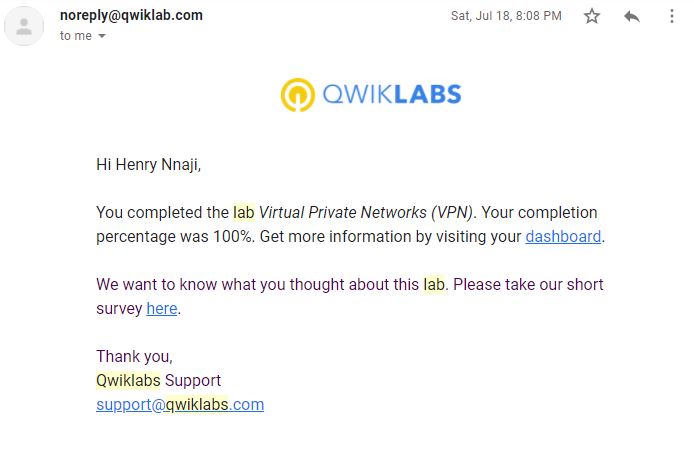 noreply@qwiklab.com
Sat, Jul 18, 8:08 PM
to me
QWIKLABS
Hi Henry Nnaji,
You completed the lab Virtual Private Networks (VPN). Your completion
percentage was 100%. Get more information by visiting your dashboard.
We want to know what you thought about this lab. Please take our short
survey here.
Thank you,
Qwiklabs Support
support@qwiklabs.com